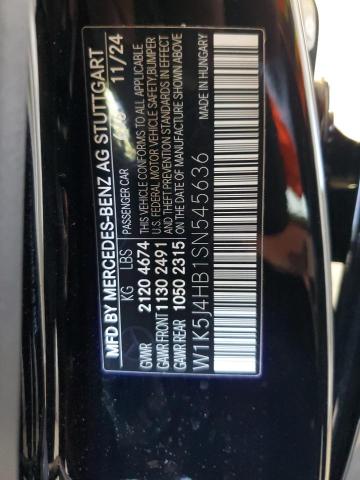 MFD BY MERCEDES-BENZ AG STUTTGART
11/24
PASSENGER CAR
KG LBS
GVWR 2120 4674
GAWR FRONT 1130 2491
GAWR REAR 1050 2315
THIS VEHICLE CONFORMS TO ALL APPLICABLE
U.S. FEDERAL MOTOR VEHICLE SAFETY, BUMPER
AND THEFT PREVENTION STANDARDS IN EFFECT
ON THE DATE OF MANUFACTURE SHOWN ABOVE
W1K5J4HB1SN545636
MADE IN HUNGARY